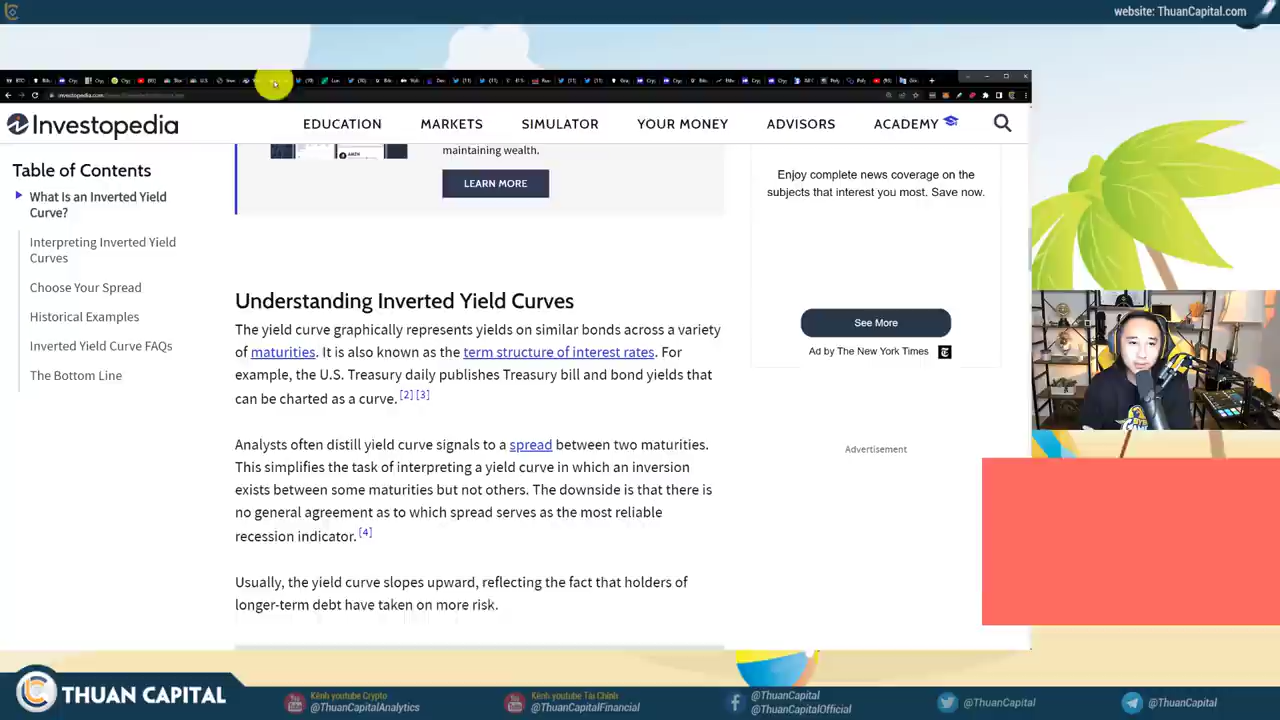 website: ThuanCapital.com
Investopedia
EDUCATION
MARKETS
SIMULATOR
YOUR MONEY
ADVISORS
ACADEMY
Table of Contents
What Is an Inverted Yield
Curve?
Interpreting Inverted Yield
Curves
Choose Your Spread
Historical Examples
Inverted Yield Curve FAQs
The Bottom Line
maintaining wealth.
LEARN MORE
Understanding Inverted Yield Curves
The yield curve graphically represents yields on similar bonds across a variety
of maturities. It is also known as the term structure of interest rates. For
example, the U.S. Treasury daily publishes Treasury bill and bond yields that
can be charted as a curve. [2] [3]
Analysts often distill yield curve signals to a spread between two maturities.
This simplifies the task of interpreting a yield curve in which an inversion
exists between some maturities but not others. The downside is that there is
no general agreement as to which spread serves as the most reliable
recession indicator. [4]
Usually, the yield curve slopes upward, reflecting the fact that holders of
longer-term debt have taken on more risk.
Enjoy complete news coverage on the
subjects that interest you most. Save now.
See More
Ad by The New York Times
Advertisement
THUAN CAPITAL
Kênh youtube Crypto
@ThuanCapitalAnalytics
Kênh youtube Tài Chính
@ThuanCapitalFinancial
@ThuanCapital
@ThuanCapitalOfficial
@ThuanCapital
@ThuanCapital